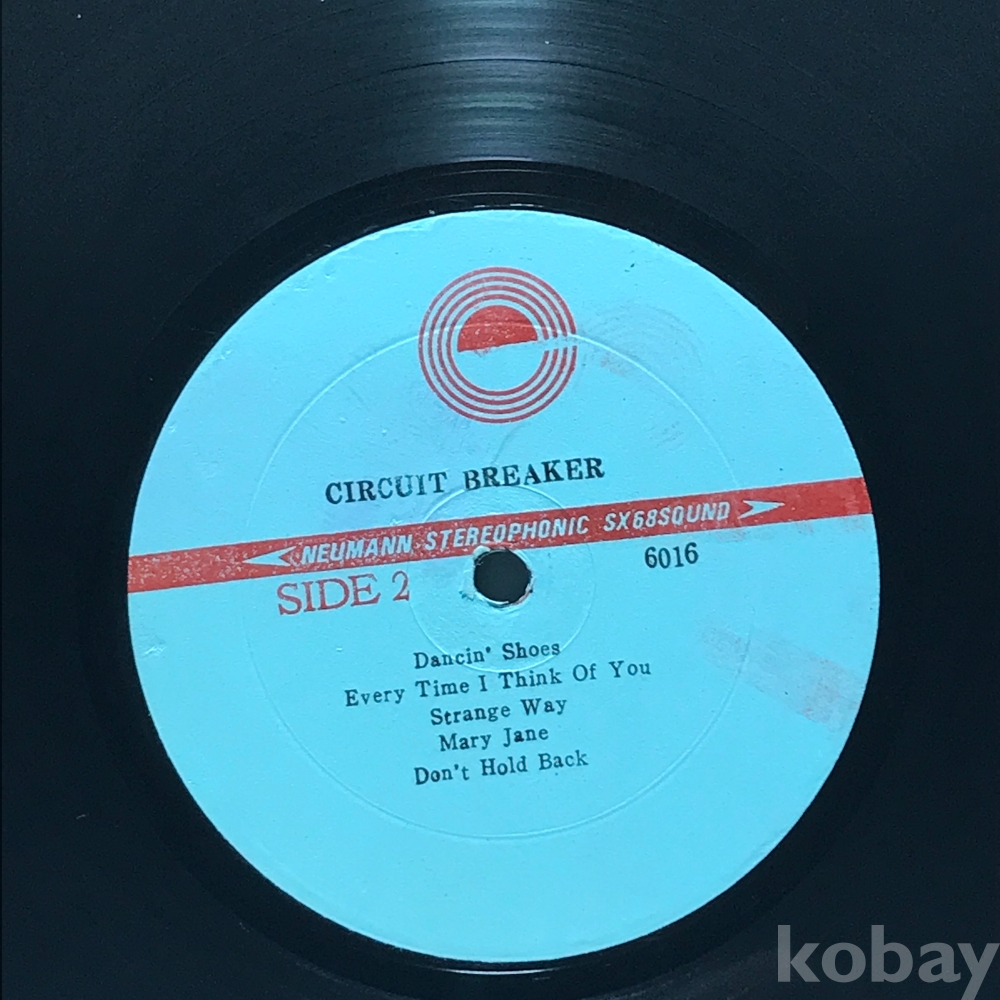 CIRCUIT BREAKER
NEUMANN STEREOPHONIC SX68SOUND
SIDE 2
6016
Dancin' Shoes
Every Time I Think Of You
Strange Way
Mary Jane
Don't Hold Back
kobay